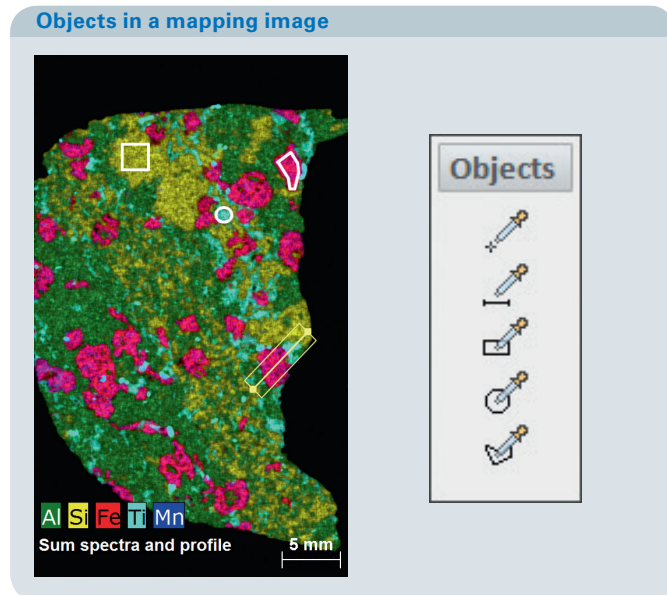 Objects in a mapping image
Al Si Fe Ti Mn
Sum spectra and profile
5 mm
Objects